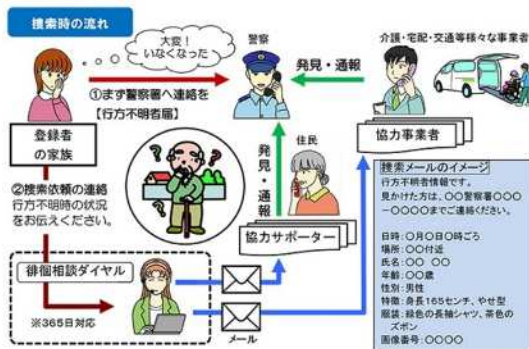 捜索時の流れ
大変!
いなくなった
警察
介護・宅配・交通等様々な事業者
発見・通報
①まず警察署へ連絡を
【行方不明者届】
登録者
の家族
住民
協力事業者
発見・通報
②捜索依頼の連絡
行方不明時の状況
をお伝えください。
協力サポーター
徘徊相談ダイヤル
※365日対応
メール
捜索メールのイメージ
行方不明者情報です。
見かけた方は、〇〇警察署〇〇〇
-〇〇〇〇までご連絡ください。
日時:〇月〇日〇時ごろ
場所:〇〇付近
氏名:〇〇 〇〇
年齢:〇〇歳
性別:男性
特徴:身長165センチ、やせ型
服装:緑色の長袖シャツ、茶色の
ズボン
画像番号:〇〇〇〇